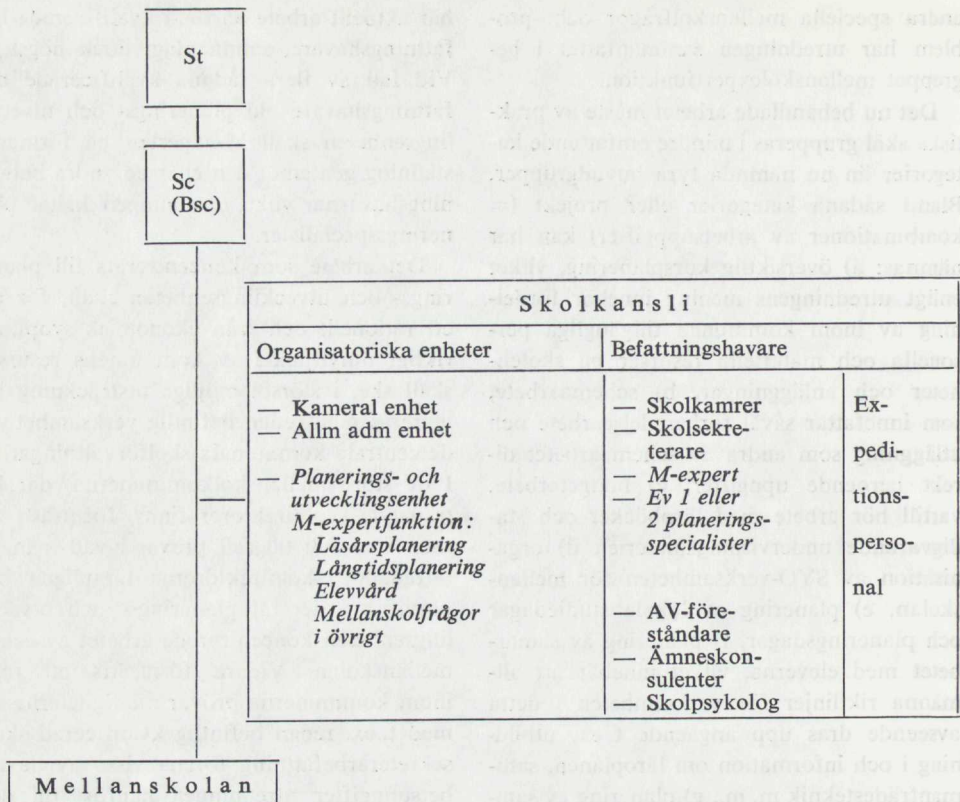 St
Sc
(Bsc)
Skolkansli
Organisatoriska enheter
— Kameral enhet
— Allm adm enhet
Planerings- och
utvecklingsenhet
M-expertfunktion:
Läsårsplanering
Långtidsplanering
Elevvård
Mellanskolfrågor
i övrigt
Befattningshavare
— Skolkamrer
— Skolsekre-
terare
M-expert
Ev 1 eller
2 planerings-
specialister
— AV-före-
ståndare
— Ämneskon-
sulenter
Skolpsykolog
Ex-
pedi-
tions-
perso-
nal
Mellanskolan